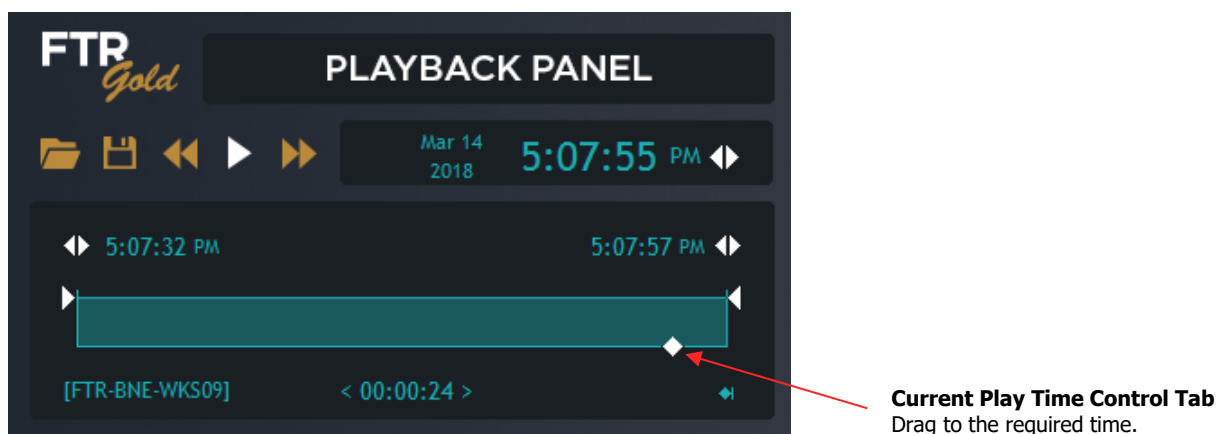 FTR
Gold
PLAYBACK PANEL
Mar 14
2018
5:07:55 PM
5:07:32 PM
5:07:57 PM
[FTR-BNE-WKS09]
< 00:00:24 >
Current Play Time Control Tab
Drag to the required time.